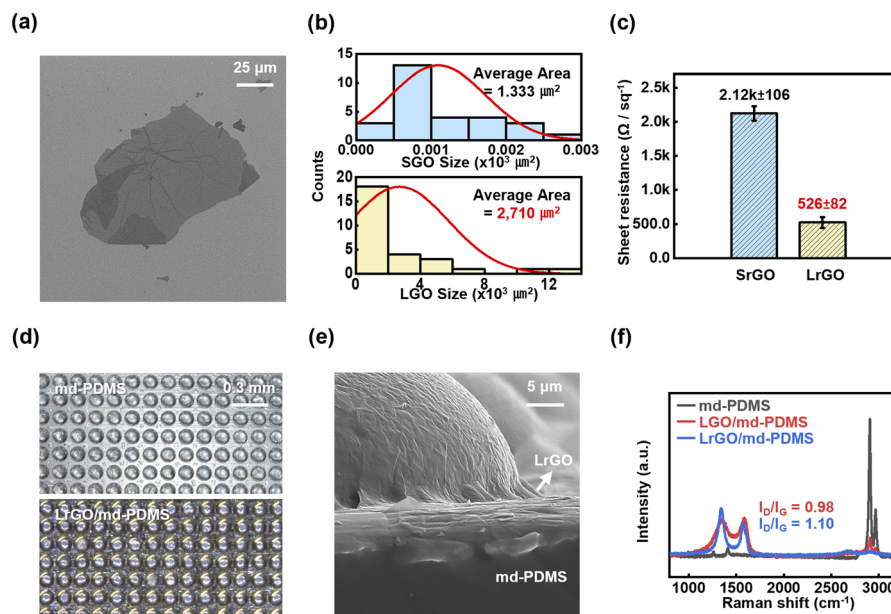 (a)
25 μm
(b)
Counts
15
10
5
0
Average Area
= 1.333 μm²
0.000
0.001
0.002
0.003
SGO Size (x10³ μm²)
20
15
10
5
0
Average Area
= 2,710 μm²
0
4
8
12
LGO Size (x10³ μm²)
(c)
Sheet resistance (Ω / sq⁻¹)
2.5k
2.0k
1.5k
1.0k
500.0
0.0
2.12k±106
526±82
SrGO
LrGO
(d)
md-PDMS
0.3 mm
LrGO/md-PDMS
(e)
5 μm
LrGO
md-PDMS
(f)
Intensity (a.u.)
md-PDMS
LGO/md-PDMS
LrGO/md-PDMS
I_D/I_G = 0.98
I_D/I_G = 1.10
1000
1500
2000
2500
3000
Raman shift (cm⁻¹)